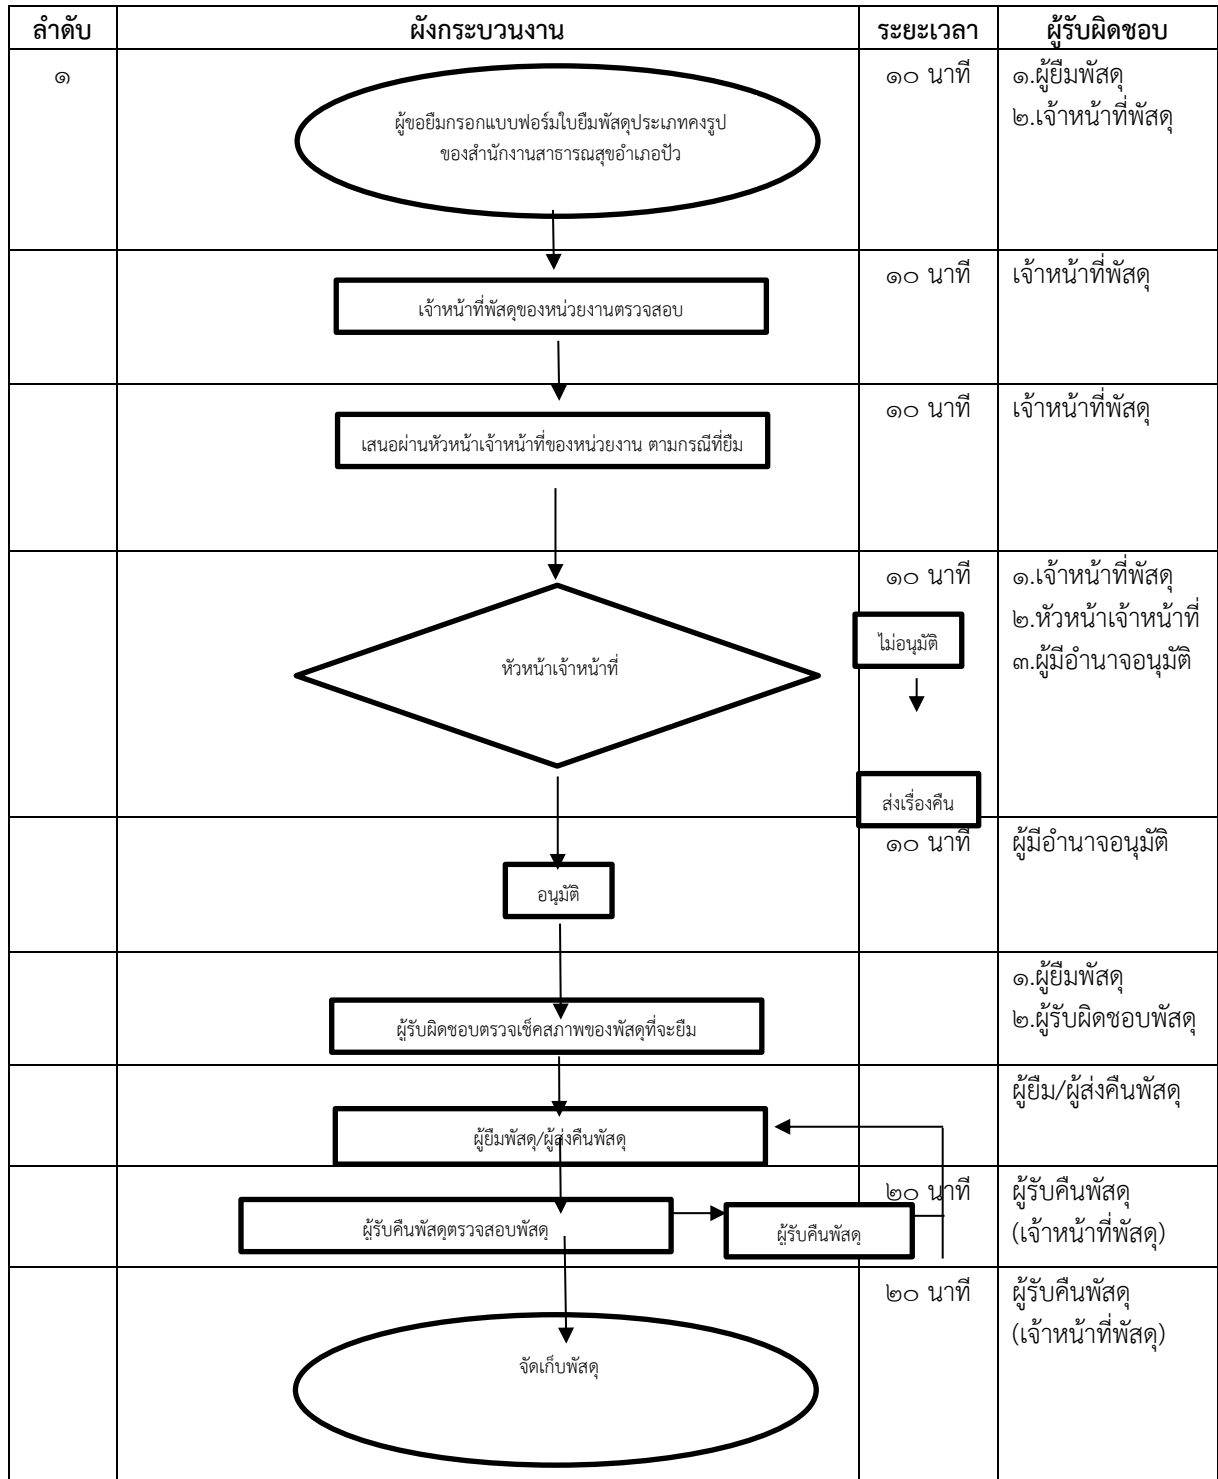 ลำดับ ผังกระบวนงาน ระยะเวลา ผู้รับผิดชอบ
๑ ๑๐ นาที ๑.ผู้ยืมพัสดุ
๒.เจ้าหน้าที่พัสดุ
ผู้ขอยืมกรอกแบบฟอร์มใบยืมพัสดุประเภทคงรูป
ของสำนักงานสาธารณสุขอำเภอปัว
๑๐ นาที เจ้าหน้าที่พัสดุ
เจ้าหน้าที่พัสดุของหน่วยงานตรวจสอบ
๑๐ นาที เจ้าหน้าที่พัสดุ
เสนอผ่านหัวหน้าเจ้าหน้าที่ของหน่วยงาน ตามกรณีที่ยืม
๑๐ นาที ๑.เจ้าหน้าที่พัสดุ
๒.หัวหน้าเจ้าหน้าที่
๓.ผู้มีอำนาจอนุมัติ
ไม่อนุมัติ
หัวหน้าเจ้าหน้าที่
ส่งเรื่องคืน
๑๐ นาที ผู้มีอำนาจอนุมัติ
อนุมัติ
๑.ผู้ยืมพัสดุ
๒.ผู้รับผิดชอบพัสดุ
ผู้รับผิดชอบตรวจเช็คสภาพของพัสดุที่จะยืม
ผู้ยืม/ผู้ส่งคืนพัสดุ
ผู้ยืมพัสดุ/ผู้ส่งคืนพัสดุ
๒๐ นาที ผู้รับคืนพัสดุ
(เจ้าหน้าที่พัสดุ)
ผู้รับคืนพัสดุตรวจสอบพัสดุ ผู้รับคืนพัสดุ
๒๐ นาที ผู้รับคืนพัสดุ
(เจ้าหน้าที่พัสดุ)
จัดเก็บพัสดุ